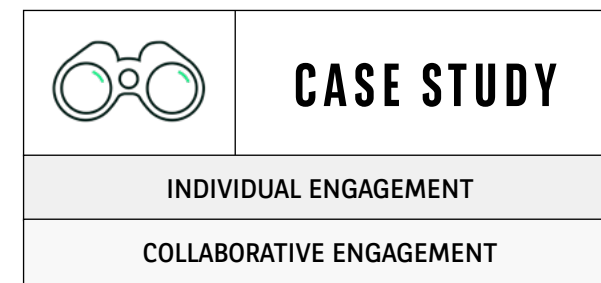 CASE STUDY
INDIVIDUAL ENGAGEMENT
COLLABORATIVE ENGAGEMENT